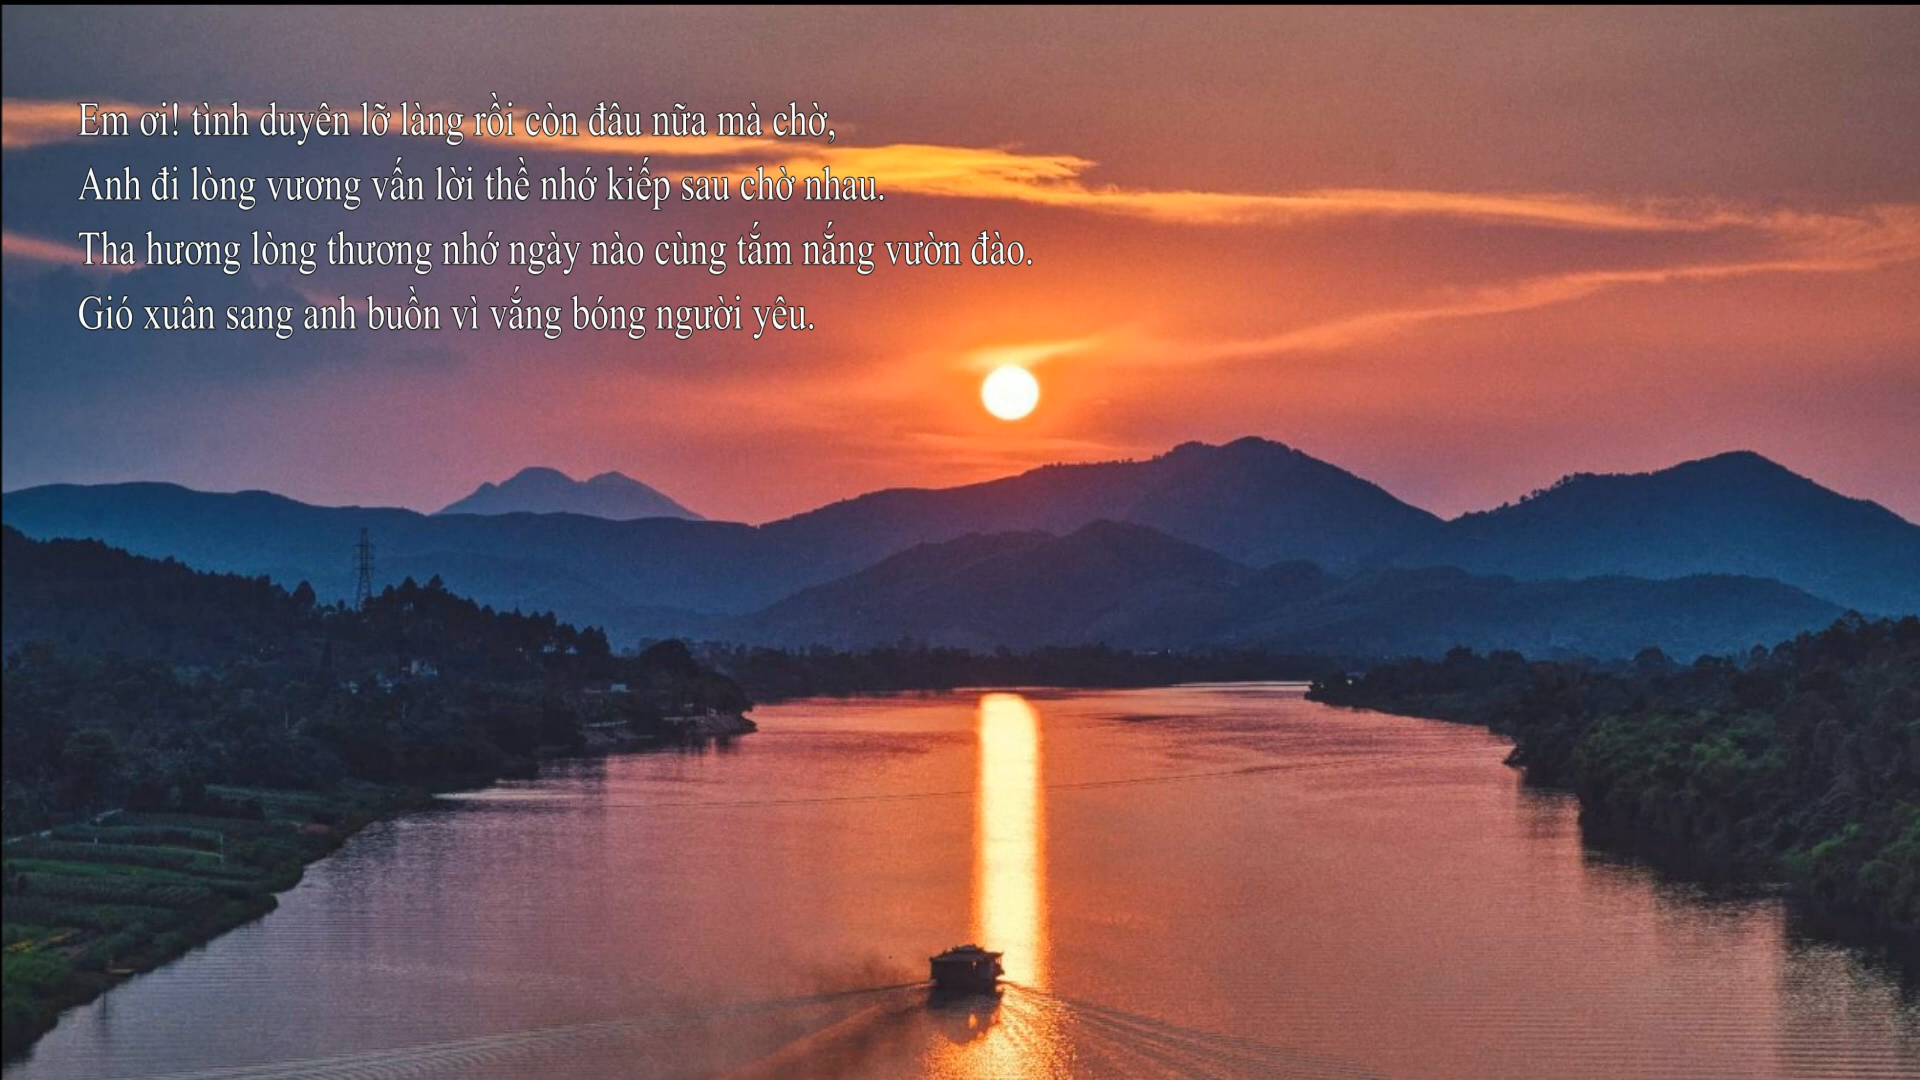 Em ơi! tình duyên lỡ làng rồi còn đâu nữa mà chờ,
Anh đi lòng vương vấn lời thề nhớ kiếp sau chờ nhau.
Tha hương lòng thương nhớ ngày nào cùng tắm nắng vườn đào.
Gió xuân sang anh buồn vì vắng bóng người yêu.